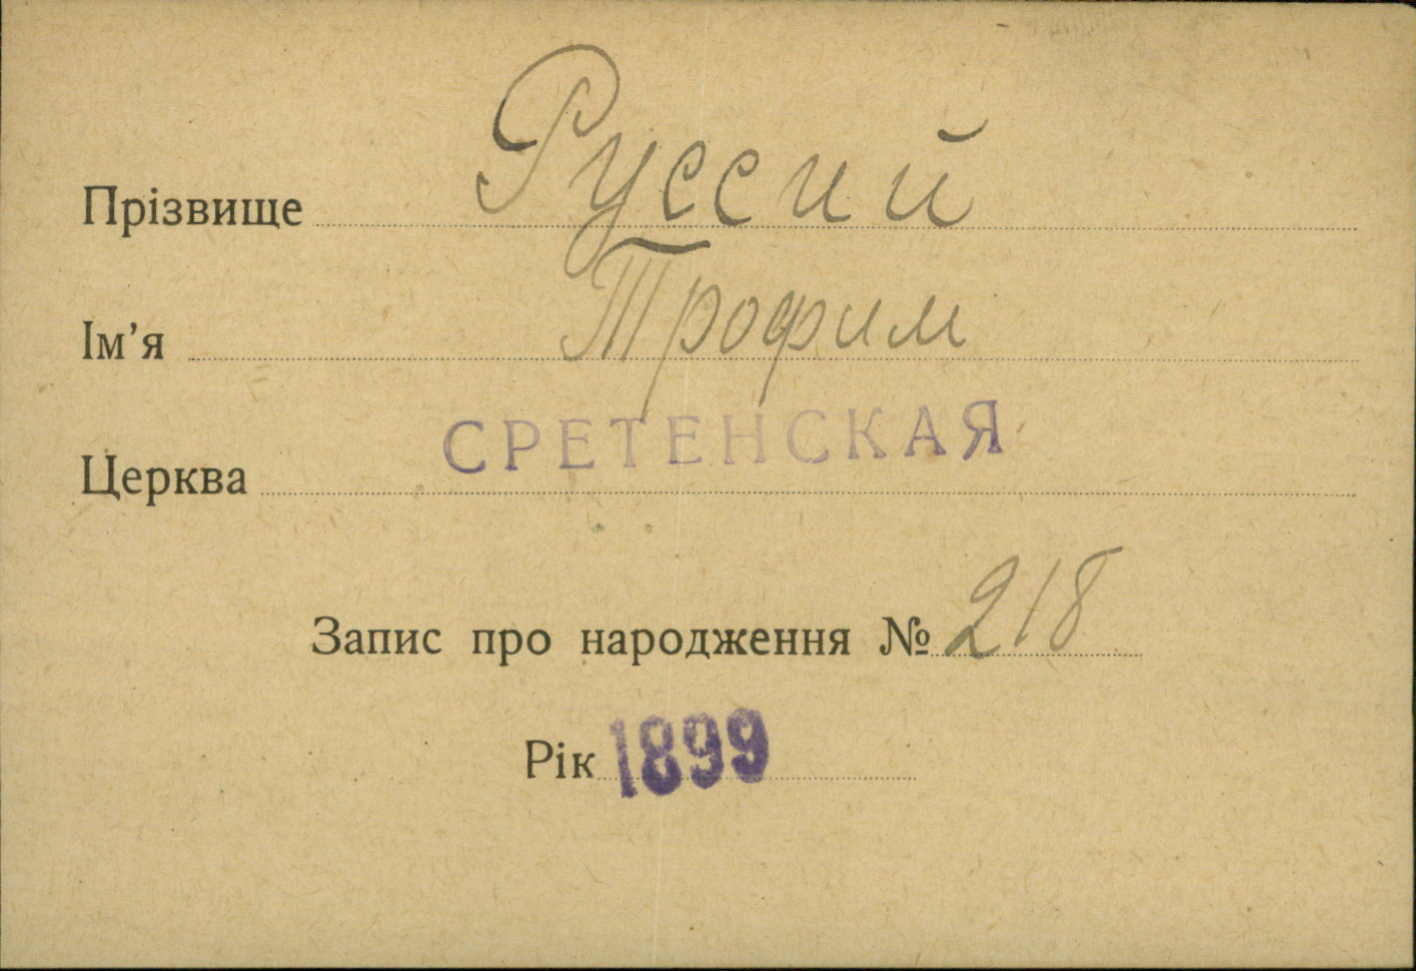 Прізвище Руссий
Ім’я Трофим
Церква СРЕТЕНСКАЯ
Запис про народження № 218
Рік 1899